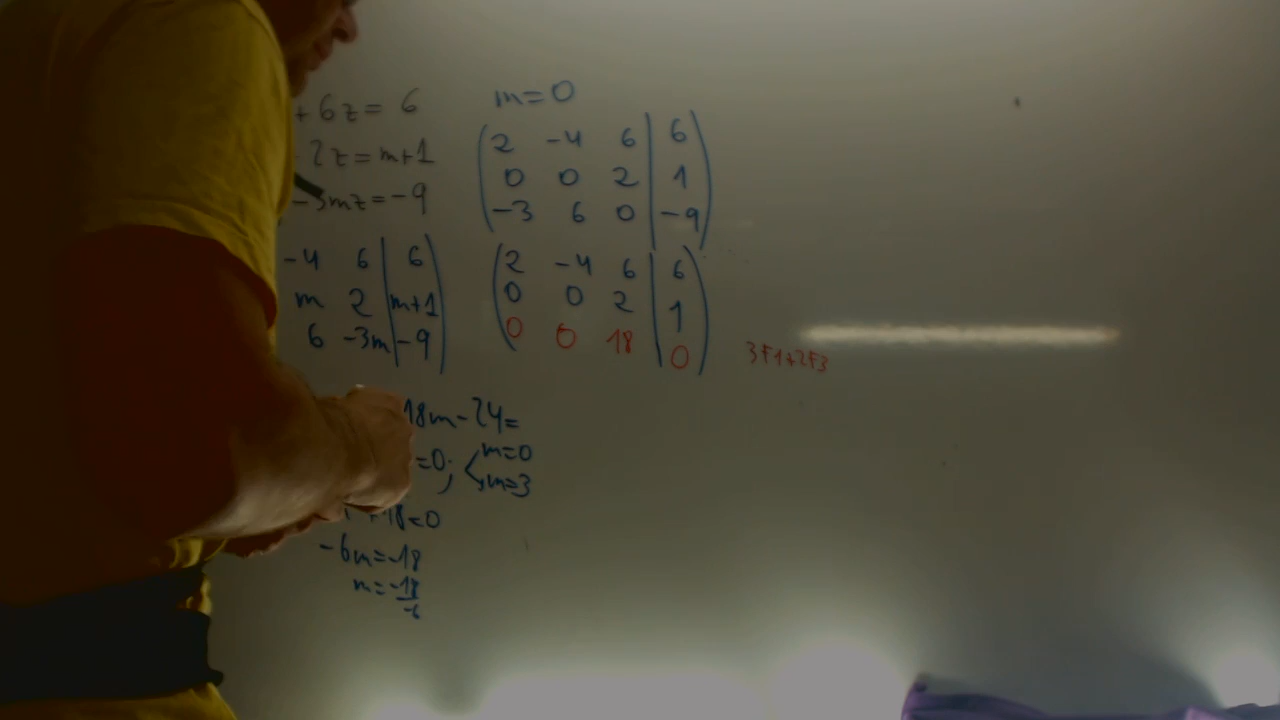 + 6z = 6
2z = m+1
-3mz = -9
-4 6 | 6
m 2 | m+1
6 -3m | -9
18m - 24 =
=0; m=0
m=3
+18=0
-6m=-18
m=-18/-6
m=0
2 -4 6 | 6
0 0 2 | 1
-3 6 0 | -9
2 -4 6 | 6
0 0 2 | 1
0 0 18 | 0
3F1+2F3